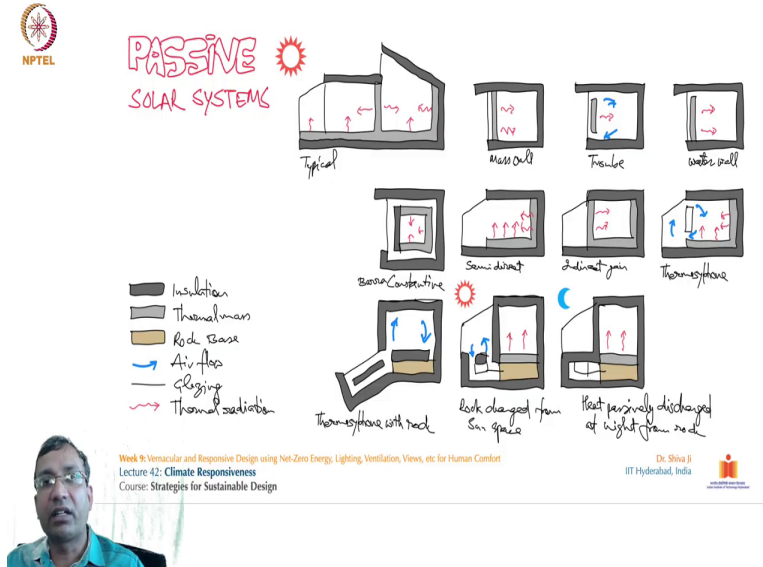 NPTEL
PASSIVE
SOLAR SYSTEMS
Typical
Mass wall
Trombe
Water wall
Barra Constantine
Semi direct
Indirect gain
Thermosyphone
Insulation
Thermal mass
Rock Base
Air flow
Glazing
Thermal radiation
Thermosyphone with rock
Rock charged from
Sun space
Heat passively discharged
at night from rock
Week 9: Vernacular and Responsive Design using Net-Zero Energy, Lighting, Ventilation, Views, etc for Human Comfort
Lecture 42: Climate Responsiveness
Course: Strategies for Sustainable Design
Dr. Shiva Ji
IIT Hyderabad, India